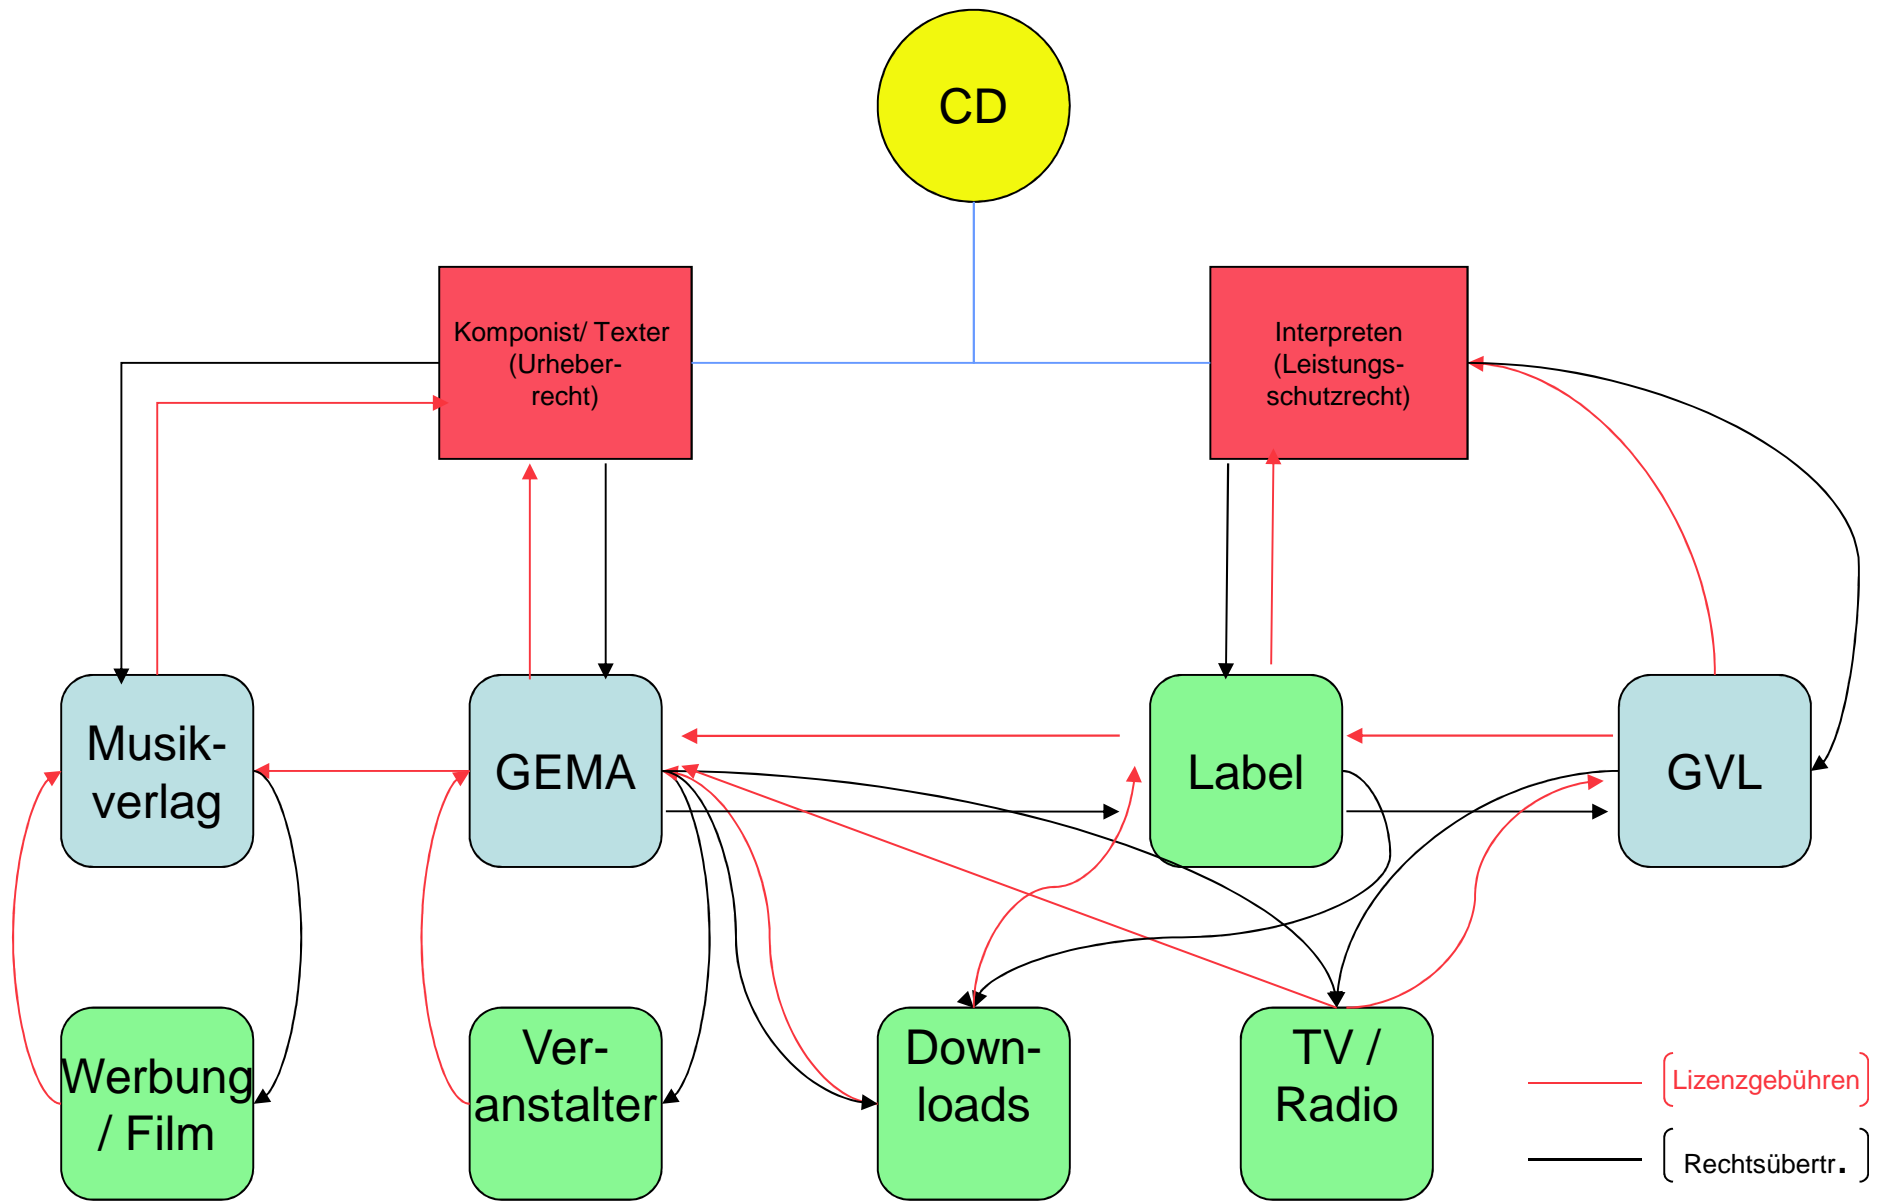 CD
Komponist/ Texter
(Urheber-
recht)
Interpreten
(Leistungs-
schutzrecht)
Musik-
verlag
GEMA
Label
GVL
Werbung
/ Film
Ver-
anstalter
Down-
loads
TV /
Radio
Lizenzgebühren
Rechtsübertr.